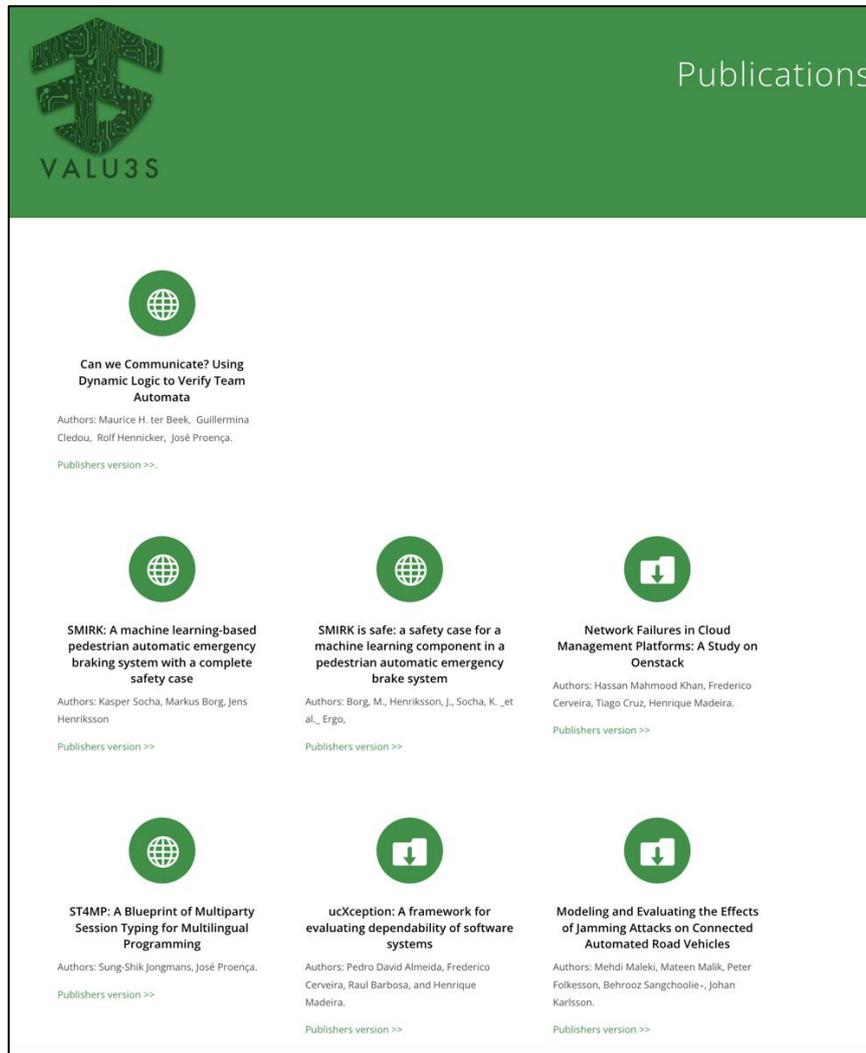 Publications
VALU3S
Can we Communicate? Using
Dynamic Logic to Verify Team
Automata
Authors: Maurice H. ter Beek, Guillermina
Cledou, Rolf Hennicker, José Proença.
Publishers version >>.
SMIRK: A machine learning-based
pedestrian automatic emergency
braking system with a complete
safety case
Authors: Kasper Socha, Markus Borg, Jens
Henriksson
Publishers version >>
SMIRK is safe: a safety case for a
machine learning component in a
pedestrian automatic emergency
brake system
Authors: Borg, M., Henriksson, J., Socha, K. _et
al._ Ergo,
Publishers version >>
Network Failures in Cloud
Management Platforms: A Study on
Oenstack
Authors: Hassan Mahmood Khan, Frederico
Cerveira, Tiago Cruz, Henrique Madeira.
Publishers version >>
ST4MP: A Blueprint of Multiparty
Session Typing for Multilingual
Programming
Authors: Sung-Shik Jongmans, José Proença.
Publishers version >>
ucXception: A framework for
evaluating dependability of software
systems
Authors: Pedro David Almeida, Frederico
Cerveira, Raul Barbosa, and Henrique
Madeira.
Publishers version >>
Modeling and Evaluating the Effects
of Jamming Attacks on Connected
Automated Road Vehicles
Authors: Mehdi Maleki, Mateen Malik, Peter
Folkesson, Behrooz Sangchoolie∗, Johan
Karlsson.
Publishers version >>